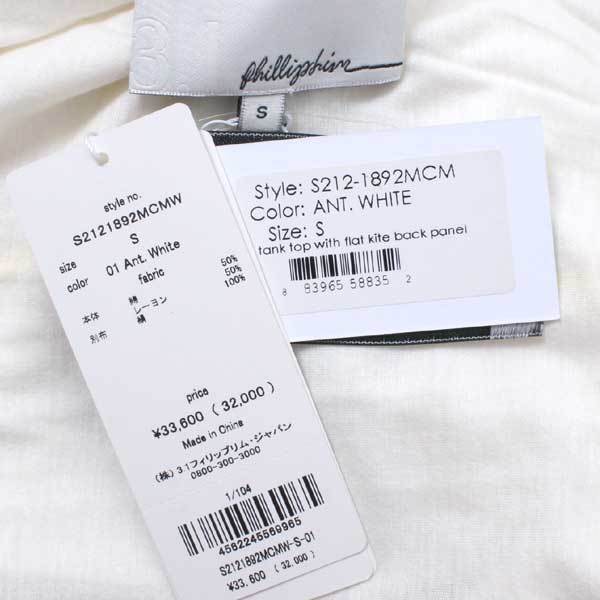 phillip lim
S
Style: S212-1892MCM
Color: ANT. WHITE
Size: S
tank top with flat kite back panel
8 83965 58835 2
style no.
S2121892MCMW
size S
color 01 Ant. White
fabric
本体 綿 50%
レーヨン 50%
別布 絹 100%
price
¥33,600 ( 32,000 )
Made in China
(株) 3.1フィリップリム・ジャパン
0800-300-3000
1/104
4582245569965
S2121892MCMW-S-01
¥33,600 ( 32,000 )